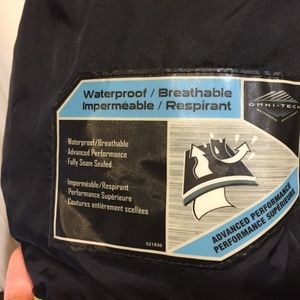 Waterproof / Breathable
Imperméable / Respirant
OMNI-TECH
· Waterproof/Breathable
· Advanced Performance
· Fully Seam Sealed
· Imperméable/Respirant
· Performance Supérieure
· Coutures entièrement scellées
ADVANCED PERFORMANCE
PERFORMANCE SUPÉRIEURE
021830